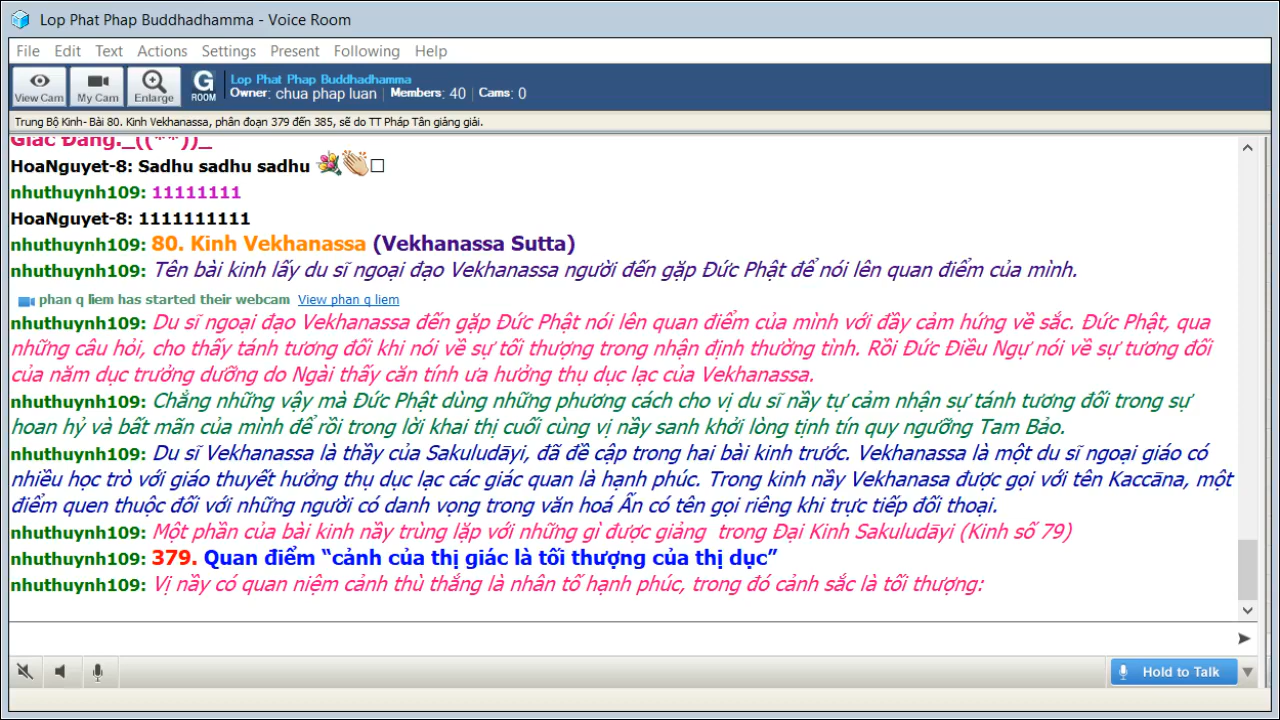 Lop Phat Phap Buddhadhamma - Voice Room
File Edit Text Actions Settings Present Following Help
View Cam My Cam Enlarge G ROOM
Lop Phat Phap Buddhadhamma
Owner: chua phap luan | Members: 40 | Cams: 0
Trung Bộ Kinh- Bài 80. Kinh Vekhanassa, phân đoạn 379 đến 385, sẽ do TT Pháp Tân giảng giải.
Giác Đẳng._((**))_
HoaNguyet-8: Sadhu sadhu sadhu
nhuthuynh109: 11111111
HoaNguyet-8: 1111111111
nhuthuynh109: 80. Kinh Vekhanassa (Vekhanassa Sutta)
nhuthuynh109: Tên bài kinh lấy du sĩ ngoại đạo Vekhanassa người đến gặp Đức Phật để nói lên quan điểm của mình.
phan q liem has started their webcam View phan q liem
nhuthuynh109: Du sĩ ngoại đạo Vekhanassa đến gặp Đức Phật nói lên quan điểm của mình với đầy cảm hứng về sắc. Đức Phật, qua
những câu hỏi, cho thấy tánh tương đối khi nói về sự tối thượng trong nhận định thường tình. Rồi Đức Điều Ngự nói về sự tương đối
của năm dục trưởng dưỡng do Ngài thấy căn tính ưa hưởng thụ dục lạc của Vekhanassa.
nhuthuynh109: Chẳng những vậy mà Đức Phật dùng những phương cách cho vị du sĩ nầy tự cảm nhận sự tánh tương đối trong sự
hoan hỷ và bất mãn của mình để rồi trong lời khai thị cuối cùng vị nầy sanh khởi lòng tịnh tín quy ngưỡng Tam Bảo.
nhuthuynh109: Du sĩ Vekhanassa là thầy của Sakuludāyi, đã đề cập trong hai bài kinh trước. Vekhanassa là một du sĩ ngoại giáo có
nhiều học trò với giáo thuyết hưởng thụ dục lạc các giác quan là hạnh phúc. Trong kinh nầy Vekhanasa được gọi với tên Kaccāna, một
điểm quen thuộc đối với những người có danh vọng trong văn hoá Ấn có tên gọi riêng khi trực tiếp đối thoại.
nhuthuynh109: Một phần của bài kinh nầy trùng lặp với những gì được giảng trong Đại Kinh Sakuludāyi (Kinh số 79)
nhuthuynh109: 379. Quan điểm “cảnh của thị giác là tối thượng của thị dục”
nhuthuynh109: Vị nầy có quan niệm cảnh thù thắng là nhân tố hạnh phúc, trong đó cảnh sắc là tối thượng:
Hold to Talk